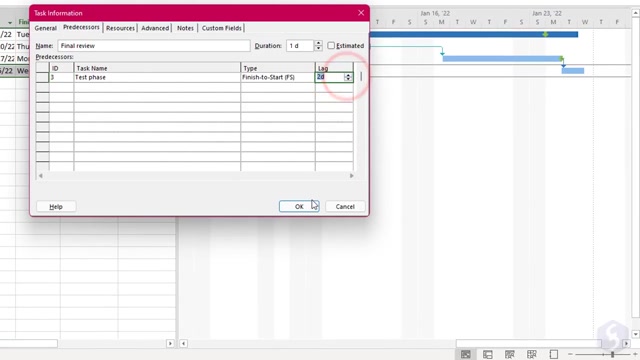 Task Information
Jan 16, '22
Jan 23, '22
F S S M T W T F S S M T W T F
General Predecessors Resources Advanced Notes Custom Fields
Name: Final review Duration: 1 d Estimated
Predecessors:
ID Task Name Type Lag
3 Test phase Finish-to-Start (FS) 2d
Help OK Cancel
/22 Tue
0/22 Thu
7/22 Mon
5/22 We